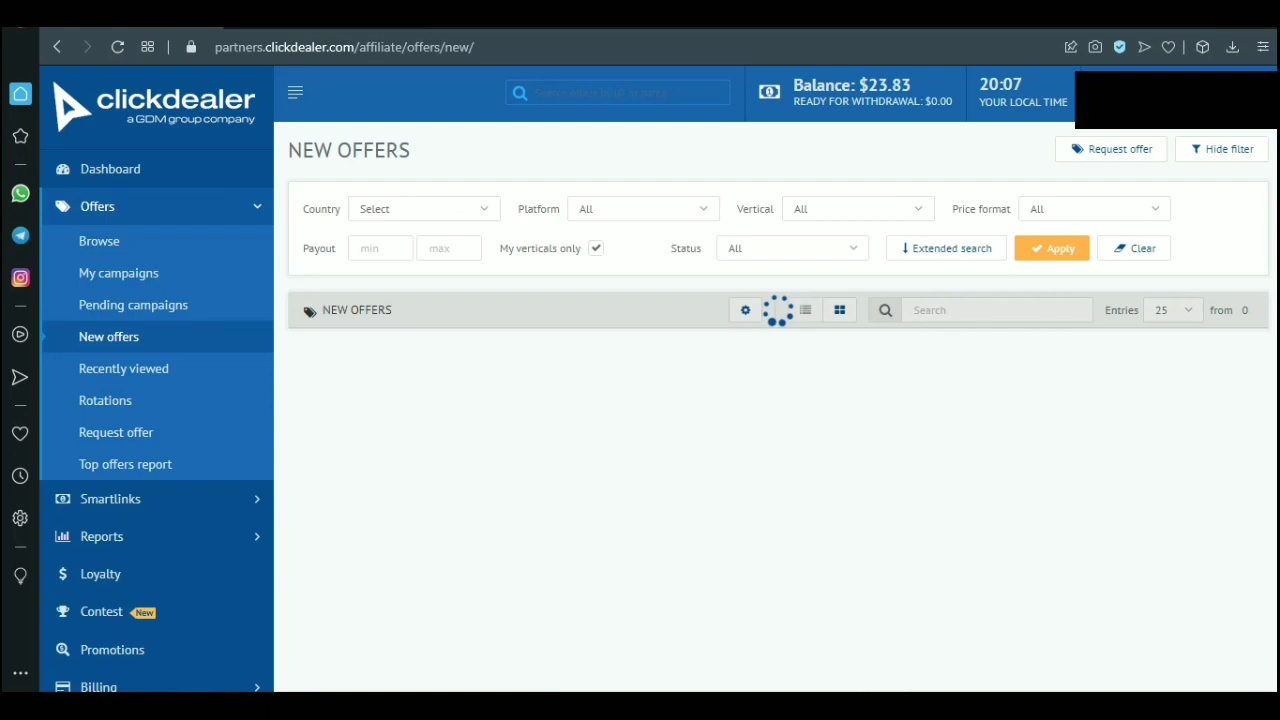 partners.clickdealer.com/affiliate/offers/new/
clickdealer
a GDM group company
Balance: $23.83
READY FOR WITHDRAWAL: $0.00
20:07
YOUR LOCAL TIME
Dashboard
Offers
Browse
My campaigns
Pending campaigns
New offers
Recently viewed
Rotations
Request offer
Top offers report
Smartlinks
Reports
Loyalty
Contest New
Promotions
Billing
NEW OFFERS
Request offer
Hide filter
Country Select Platform All Vertical All Price format All
Payout min max My verticals only Status All Extended search Apply Clear
NEW OFFERS Search Entries 25 from 0